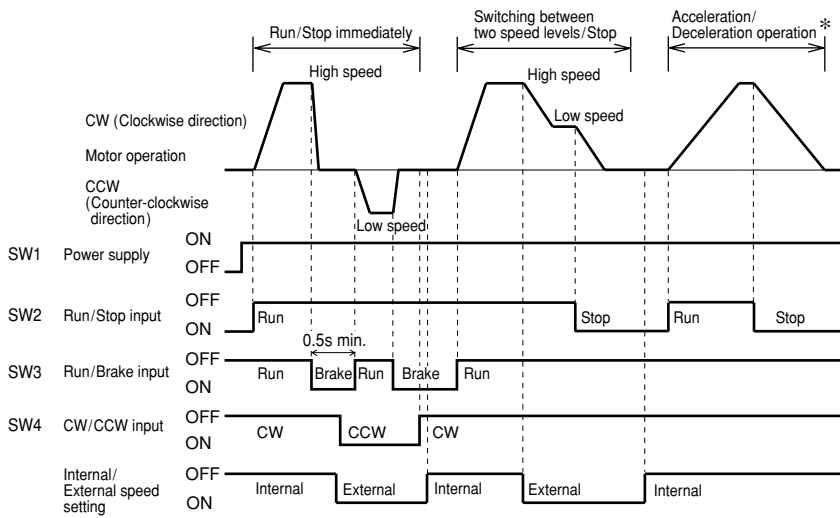 Run/Stop immediately
Switching between
two speed levels/Stop
Acceleration/
Deceleration operation *
High speed
High speed
Low speed
CW (Clockwise direction)
Motor operation
CCW
(Counter-clockwise
direction)
Low speed
SW1 Power supply ON
OFF
SW2 Run/Stop input OFF
ON
Run Stop Run Stop
0.5s min.
SW3 Run/Brake input OFF
ON
Run Brake Run Brake Run
SW4 CW/CCW input OFF
ON
CW CCW CW
Internal/
External speed
setting
OFF
ON
Internal External Internal External Internal